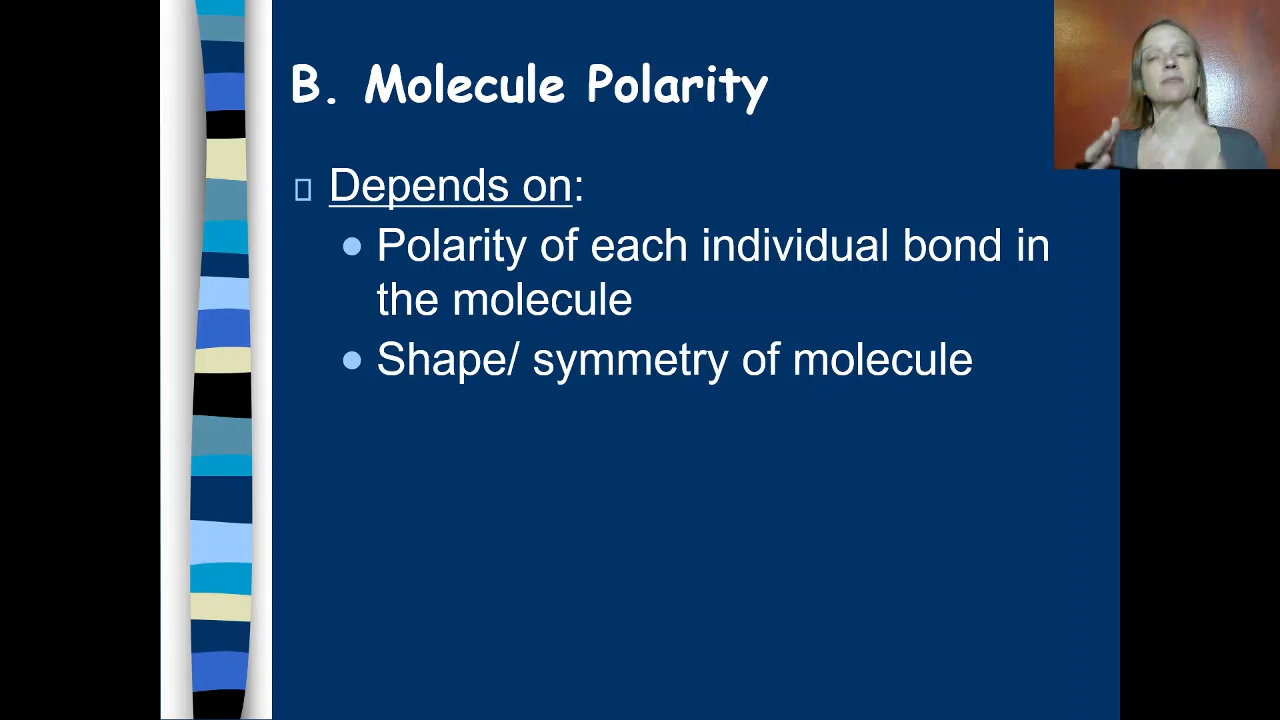 B. Molecule Polarity
Depends on:
Polarity of each individual bond in
the molecule
Shape/ symmetry of molecule